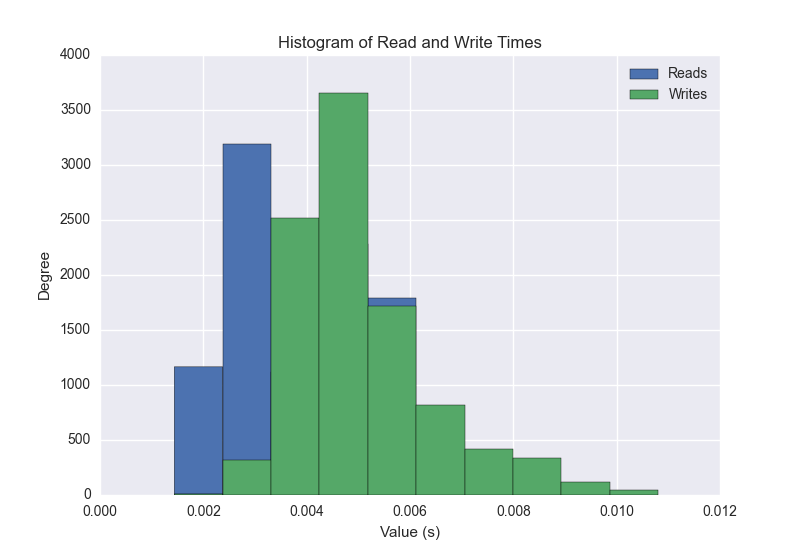 Histogram of Read and Write Times
Reads
Writes
4000
3500
3000
2500
2000
1500
1000
500
0
Degree
0.000 0.002 0.004 0.006 0.008 0.010 0.012
Value (s)